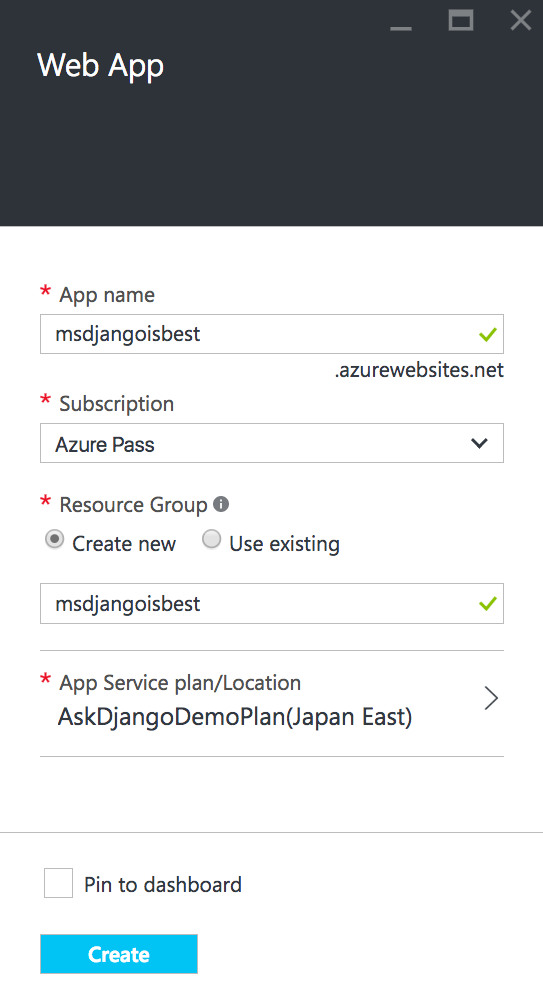 Web App
* App name
msdjangoisbest
.azurewebsites.net
* Subscription
Azure Pass
* Resource Group
Create new Use existing
msdjangoisbest
* App Service plan/Location
AskDjangoDemoPlan(Japan East)
Pin to dashboard
Create